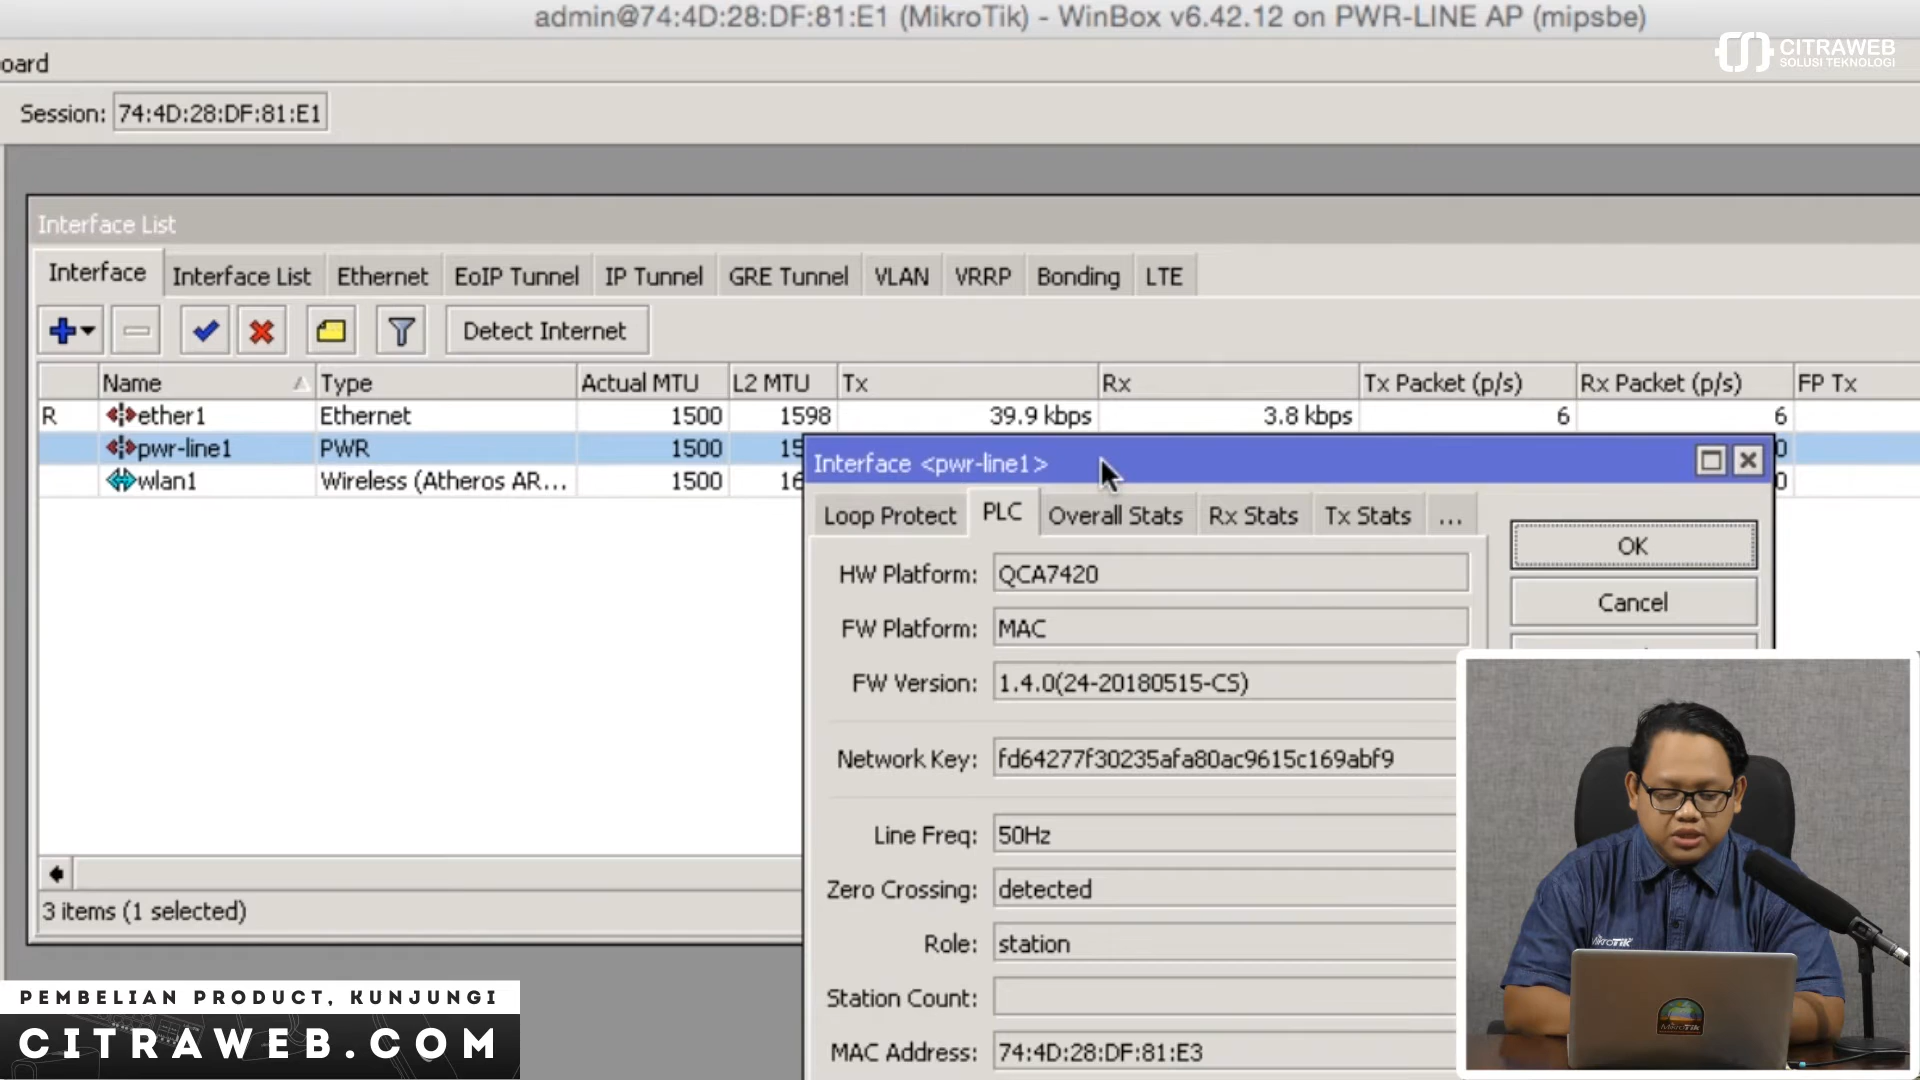 admin@74:4D:28:DF:81:E1 (MikroTik) - WinBox v6.42.12 on PWR-LINE AP (mipsbe)
CITRAWEB
SOLUSI TEKNOLOGI
oard
Session: 74:4D:28:DF:81:E1
Interface List
Interface Interface List Ethernet EoIP Tunnel IP Tunnel GRE Tunnel VLAN VRRP Bonding LTE
Detect Internet
Name Type Actual MTU L2 MTU Tx Rx Tx Packet (p/s) Rx Packet (p/s) FP Tx
R ether1 Ethernet 1500 1598 39.9 kbps 3.8 kbps 6 6
pwr-line1 PWR 1500 15 0
wlan1 Wireless (Atheros AR... 1500 16 0
3 items (1 selected)
Interface <pwr-line1>
Loop Protect PLC Overall Stats Rx Stats Tx Stats ...
OK
Cancel
HW Platform: QCA7420
FW Platform: MAC
FW Version: 1.4.0(24-20180515-CS)
Network Key: fd64277f30235afa80ac9615c169abf9
Line Freq: 50Hz
Zero Crossing: detected
Role: station
Station Count:
MAC Address: 74:4D:28:DF:81:E3
PEMBELIAN PRODUCT, KUNJUNGI
CITRAWEB.COM
MikroTik
MikroTik